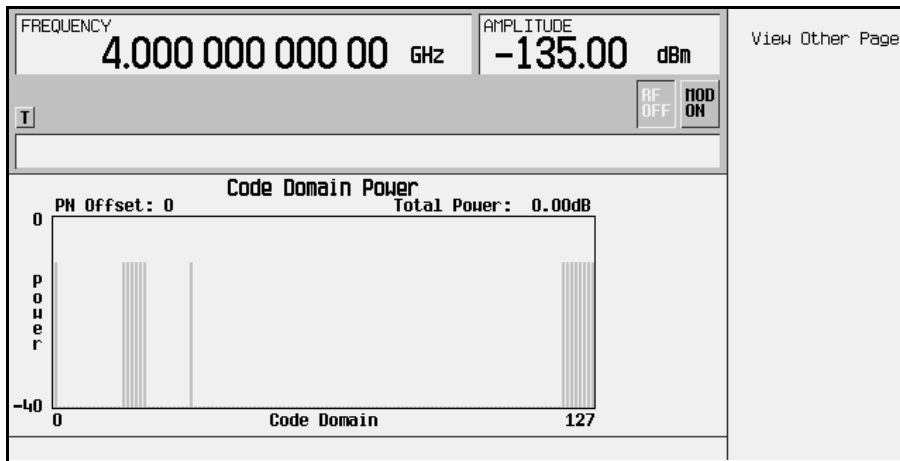 FREQUENCY
4.000 000 000 00 GHz
AMPLITUDE
-135.00 dBm
View Other Page
T
RF OFF
MOD ON
Code Domain Power
PN Offset: 0
Total Power: 0.00dB
0
Power
-40
0
Code Domain
127